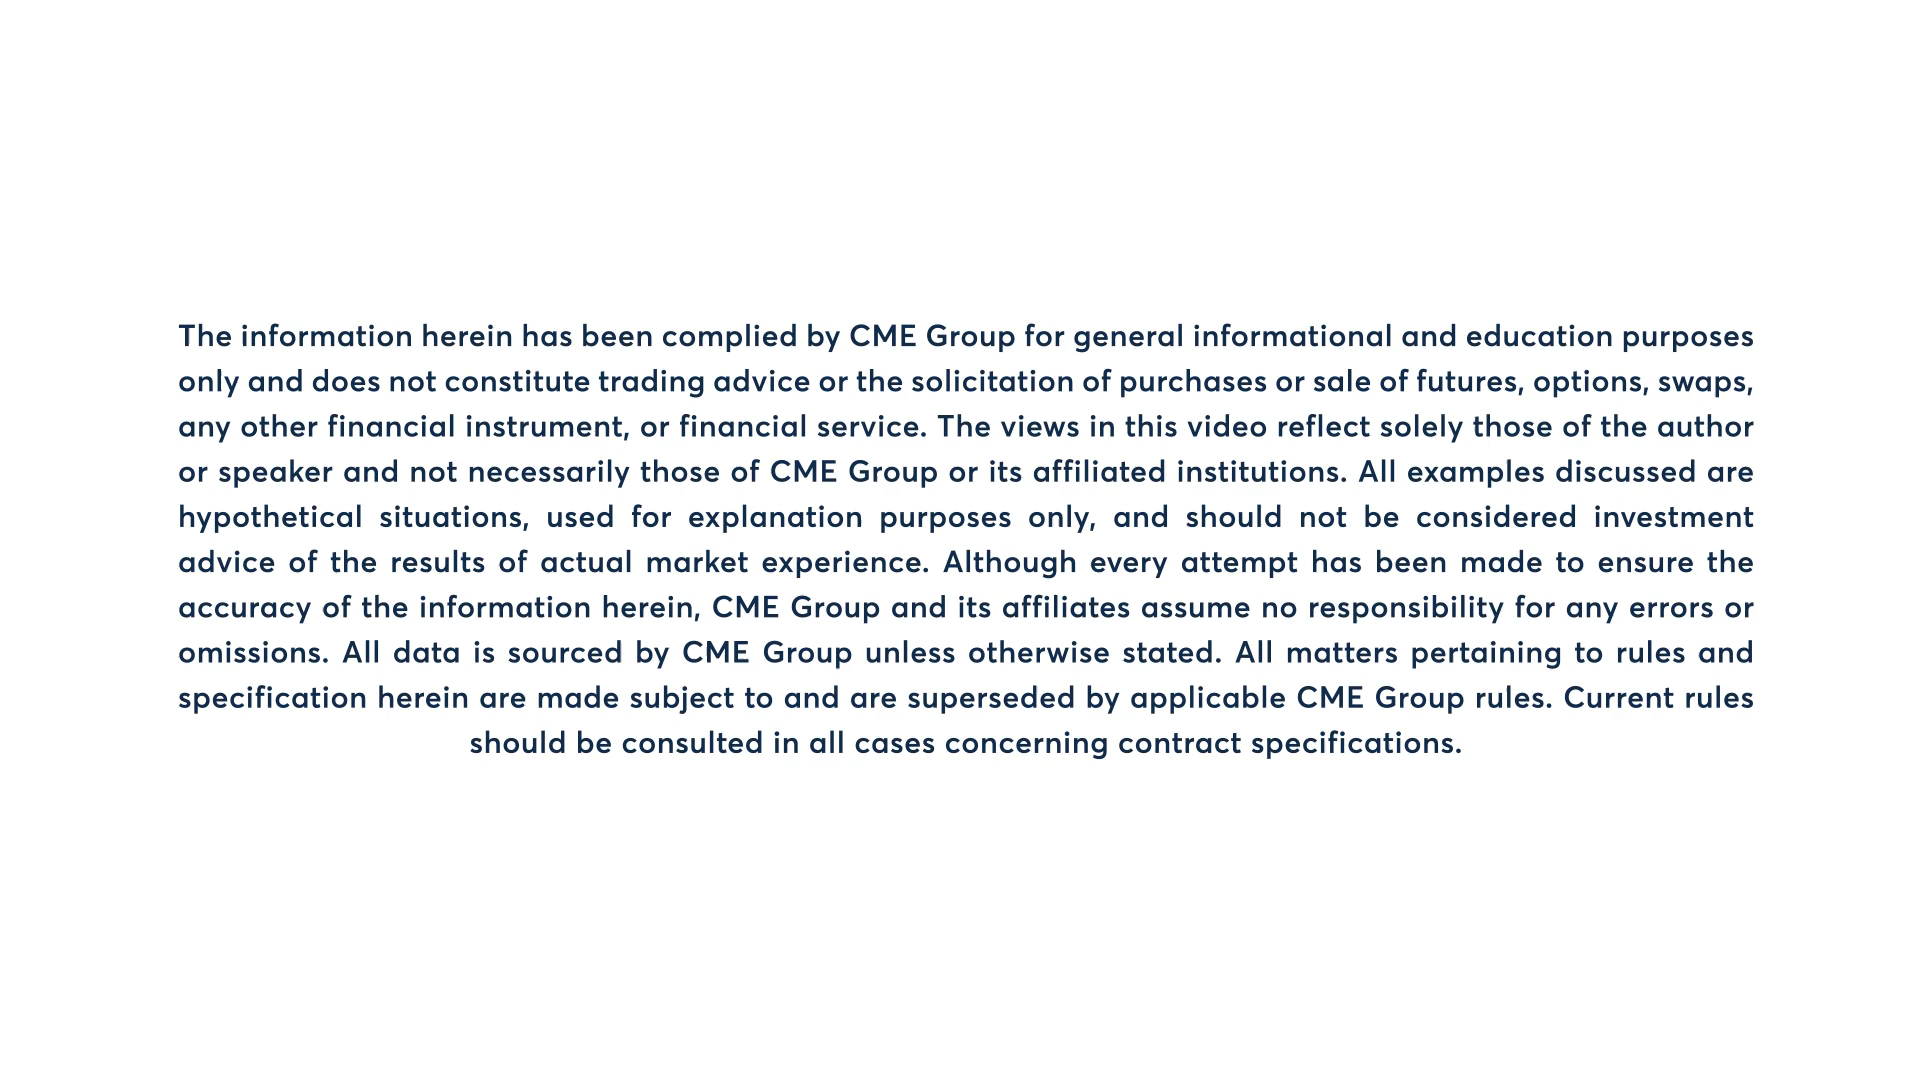 The information herein has been complied by CME Group for general informational and education purposes
only and does not constitute trading advice or the solicitation of purchases or sale of futures, options, swaps,
any other financial instrument, or financial service. The views in this video reflect solely those of the author
or speaker and not necessarily those of CME Group or its affiliated institutions. All examples discussed are
hypothetical situations, used for explanation purposes only, and should not be considered investment
advice of the results of actual market experience. Although every attempt has been made to ensure the
accuracy of the information herein, CME Group and its affiliates assume no responsibility for any errors or
omissions. All data is sourced by CME Group unless otherwise stated. All matters pertaining to rules and
specification herein are made subject to and are superseded by applicable CME Group rules. Current rules
should be consulted in all cases concerning contract specifications.